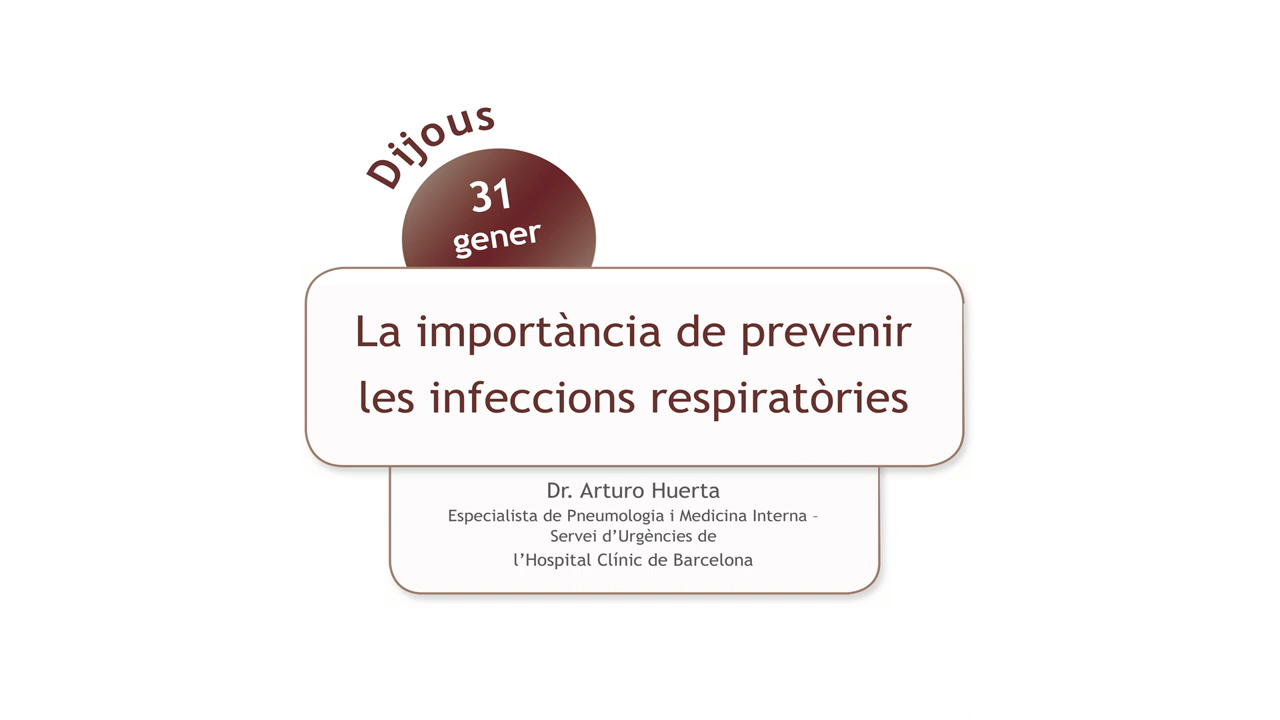 Dijous
31
gener
La importància de prevenir
les infeccions respiratòries
Dr. Arturo Huerta
Especialista de Pneumologia i Medicina Interna –
Servei d’Urgències de
l’Hospital Clínic de Barcelona